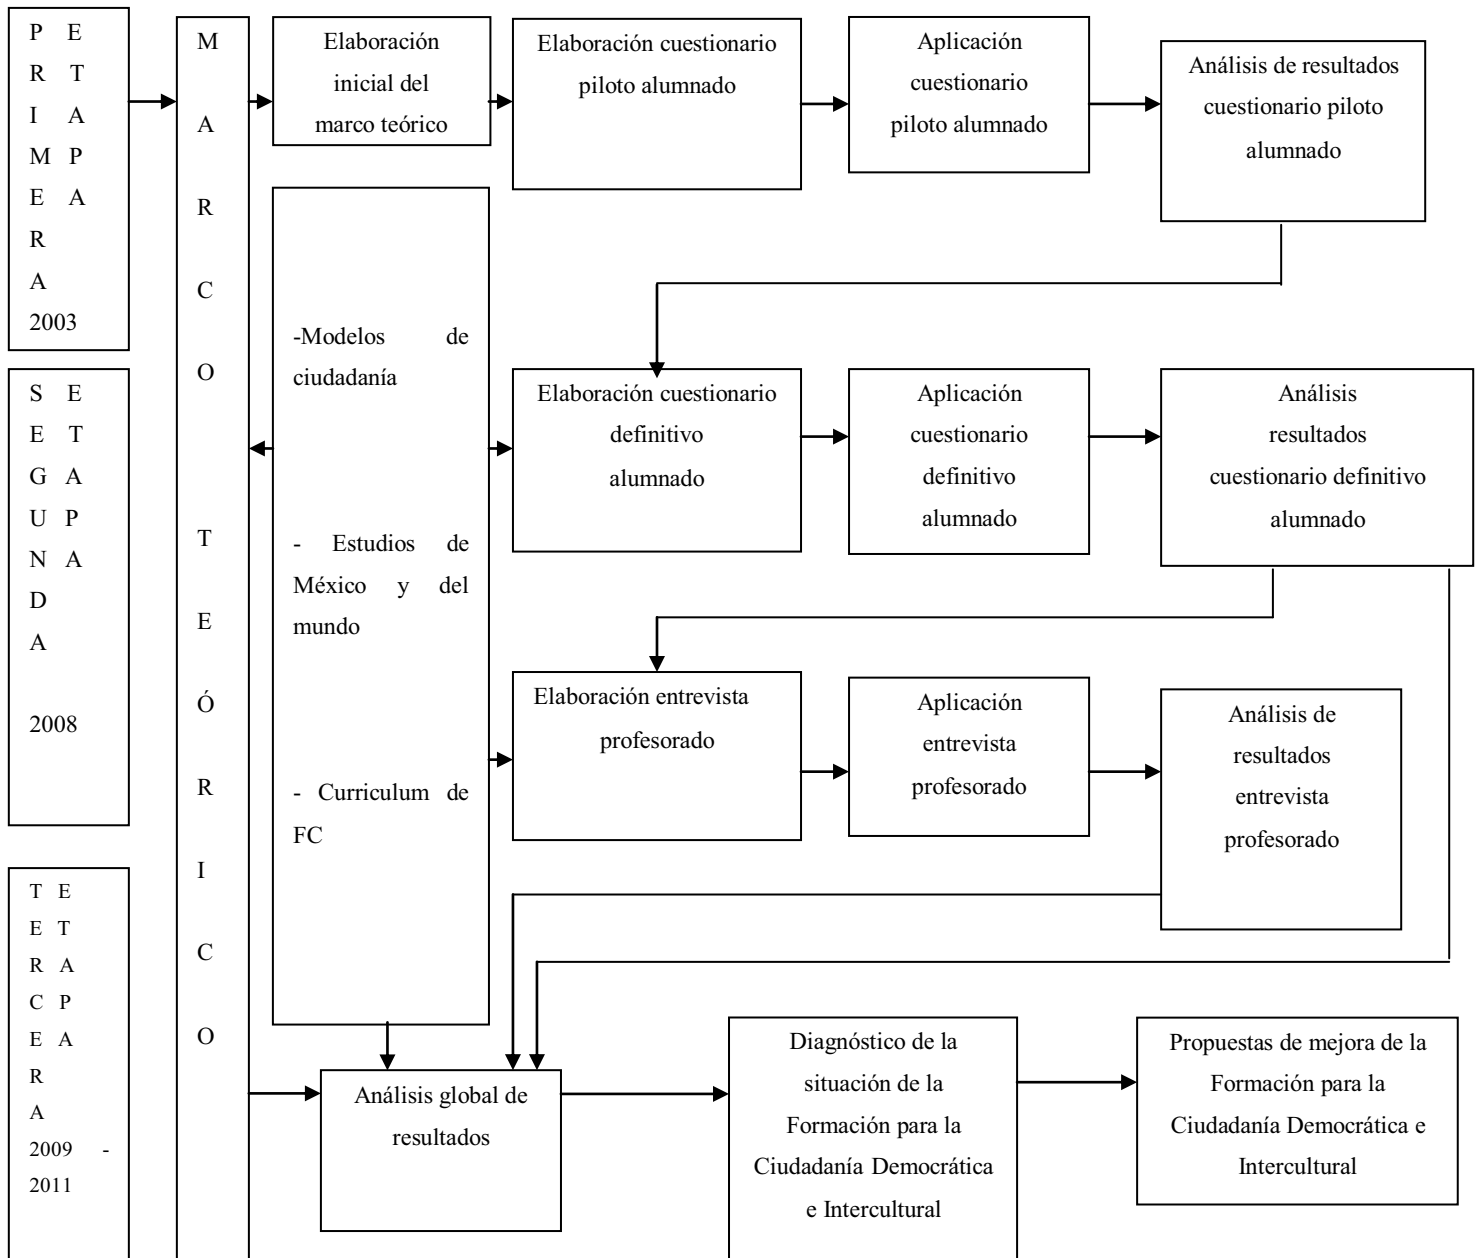 P E
R T
I A
M P
E A
R
A
2003
S E
E T
G A
U P
N A
D
A
2008
T E
E T
R A
C P
E A
R
A
2009 -
2011
M
A
R
C
O
T
E
Ó
R
I
C
O
Elaboración
inicial del
marco teórico
Elaboración cuestionario
piloto alumnado
Aplicación
cuestionario
piloto alumnado
Análisis de resultados
cuestionario piloto
alumnado
-Modelos de
ciudadanía
- Estudios de
México y del
mundo
- Curriculum de
FC
Elaboración cuestionario
definitivo
alumnado
Aplicación
cuestionario
definitivo
alumnado
Análisis
resultados
cuestionario definitivo
alumnado
Elaboración entrevista
profesorado
Aplicación
entrevista
profesorado
Análisis de
resultados
entrevista
profesorado
Análisis global de
resultados
Diagnóstico de la
situación de la
Formación para la
Ciudadanía Democrática
e Intercultural
Propuestas de mejora de la
Formación para la
Ciudadanía Democrática e
Intercultural